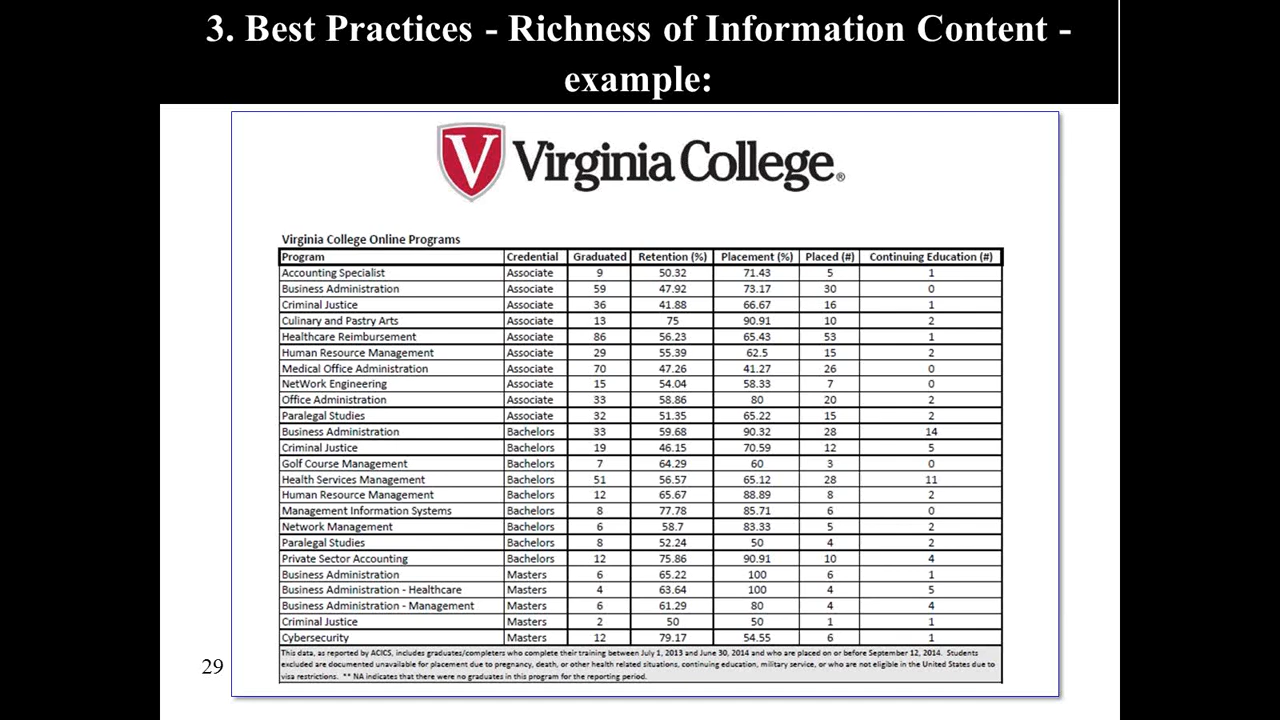 3. Best Practices - Richness of Information Content -
example:
V Virginia College®
Virginia College Online Programs
Program Credential Graduated Retention (%) Placement (%) Placed (#) Continuing Education (#)
Accounting Specialist Associate 9 50.32 71.43 5 1
Business Administration Associate 59 47.92 73.17 30 0
Criminal Justice Associate 36 41.88 66.67 16 1
Culinary and Pastry Arts Associate 13 75 90.91 10 2
Healthcare Reimbursement Associate 86 56.23 65.43 53 1
Human Resource Management Associate 29 55.39 62.5 15 2
Medical Office Administration Associate 70 47.26 41.27 26 0
NetWork Engineering Associate 15 54.04 58.33 7 0
Office Administration Associate 33 58.86 80 20 2
Paralegal Studies Associate 32 51.35 65.22 15 2
Business Administration Bachelors 33 59.68 90.32 28 14
Criminal Justice Bachelors 19 46.15 70.59 12 5
Golf Course Management Bachelors 7 64.29 60 3 0
Health Services Management Bachelors 51 56.57 65.12 28 11
Human Resource Management Bachelors 12 65.67 88.89 8 2
Management Information Systems Bachelors 8 77.78 85.71 6 0
Network Management Bachelors 6 58.7 83.33 5 2
Paralegal Studies Bachelors 8 52.24 50 4 2
Private Sector Accounting Bachelors 12 75.86 90.91 10 4
Business Administration Masters 6 65.22 100 6 1
Business Administration - Healthcare Masters 4 63.64 100 4 5
Business Administration - Management Masters 6 61.29 80 4 4
Criminal Justice Masters 2 50 50 1 1
Cybersecurity Masters 12 79.17 54.55 6 1
This data, as reported by ACICS, includes graduates/completers who complete their training between July 1, 2013 and June 30, 2014 and who are placed on or before September 12, 2014. Students
excluded are documented unavailable for placement due to pregnancy, death, or other health related situations, continuing education, military service, or who are not eligible in the United States due to
visa restrictions. ** NA indicates that there were no graduates in this program for the reporting period.
29